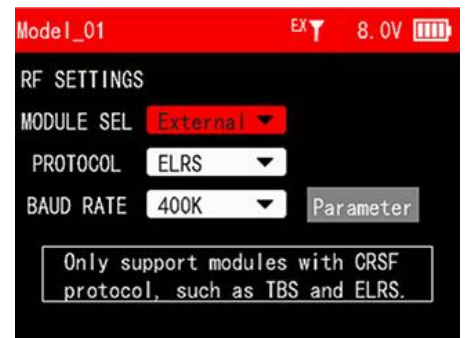 Model_01 EX 8.0V
RF SETTINGS
MODULE SEL External
PROTOCOL ELRS
BAUD RATE 400K Parameter
Only support modules with CRSF
protocol, such as TBS and ELRS.